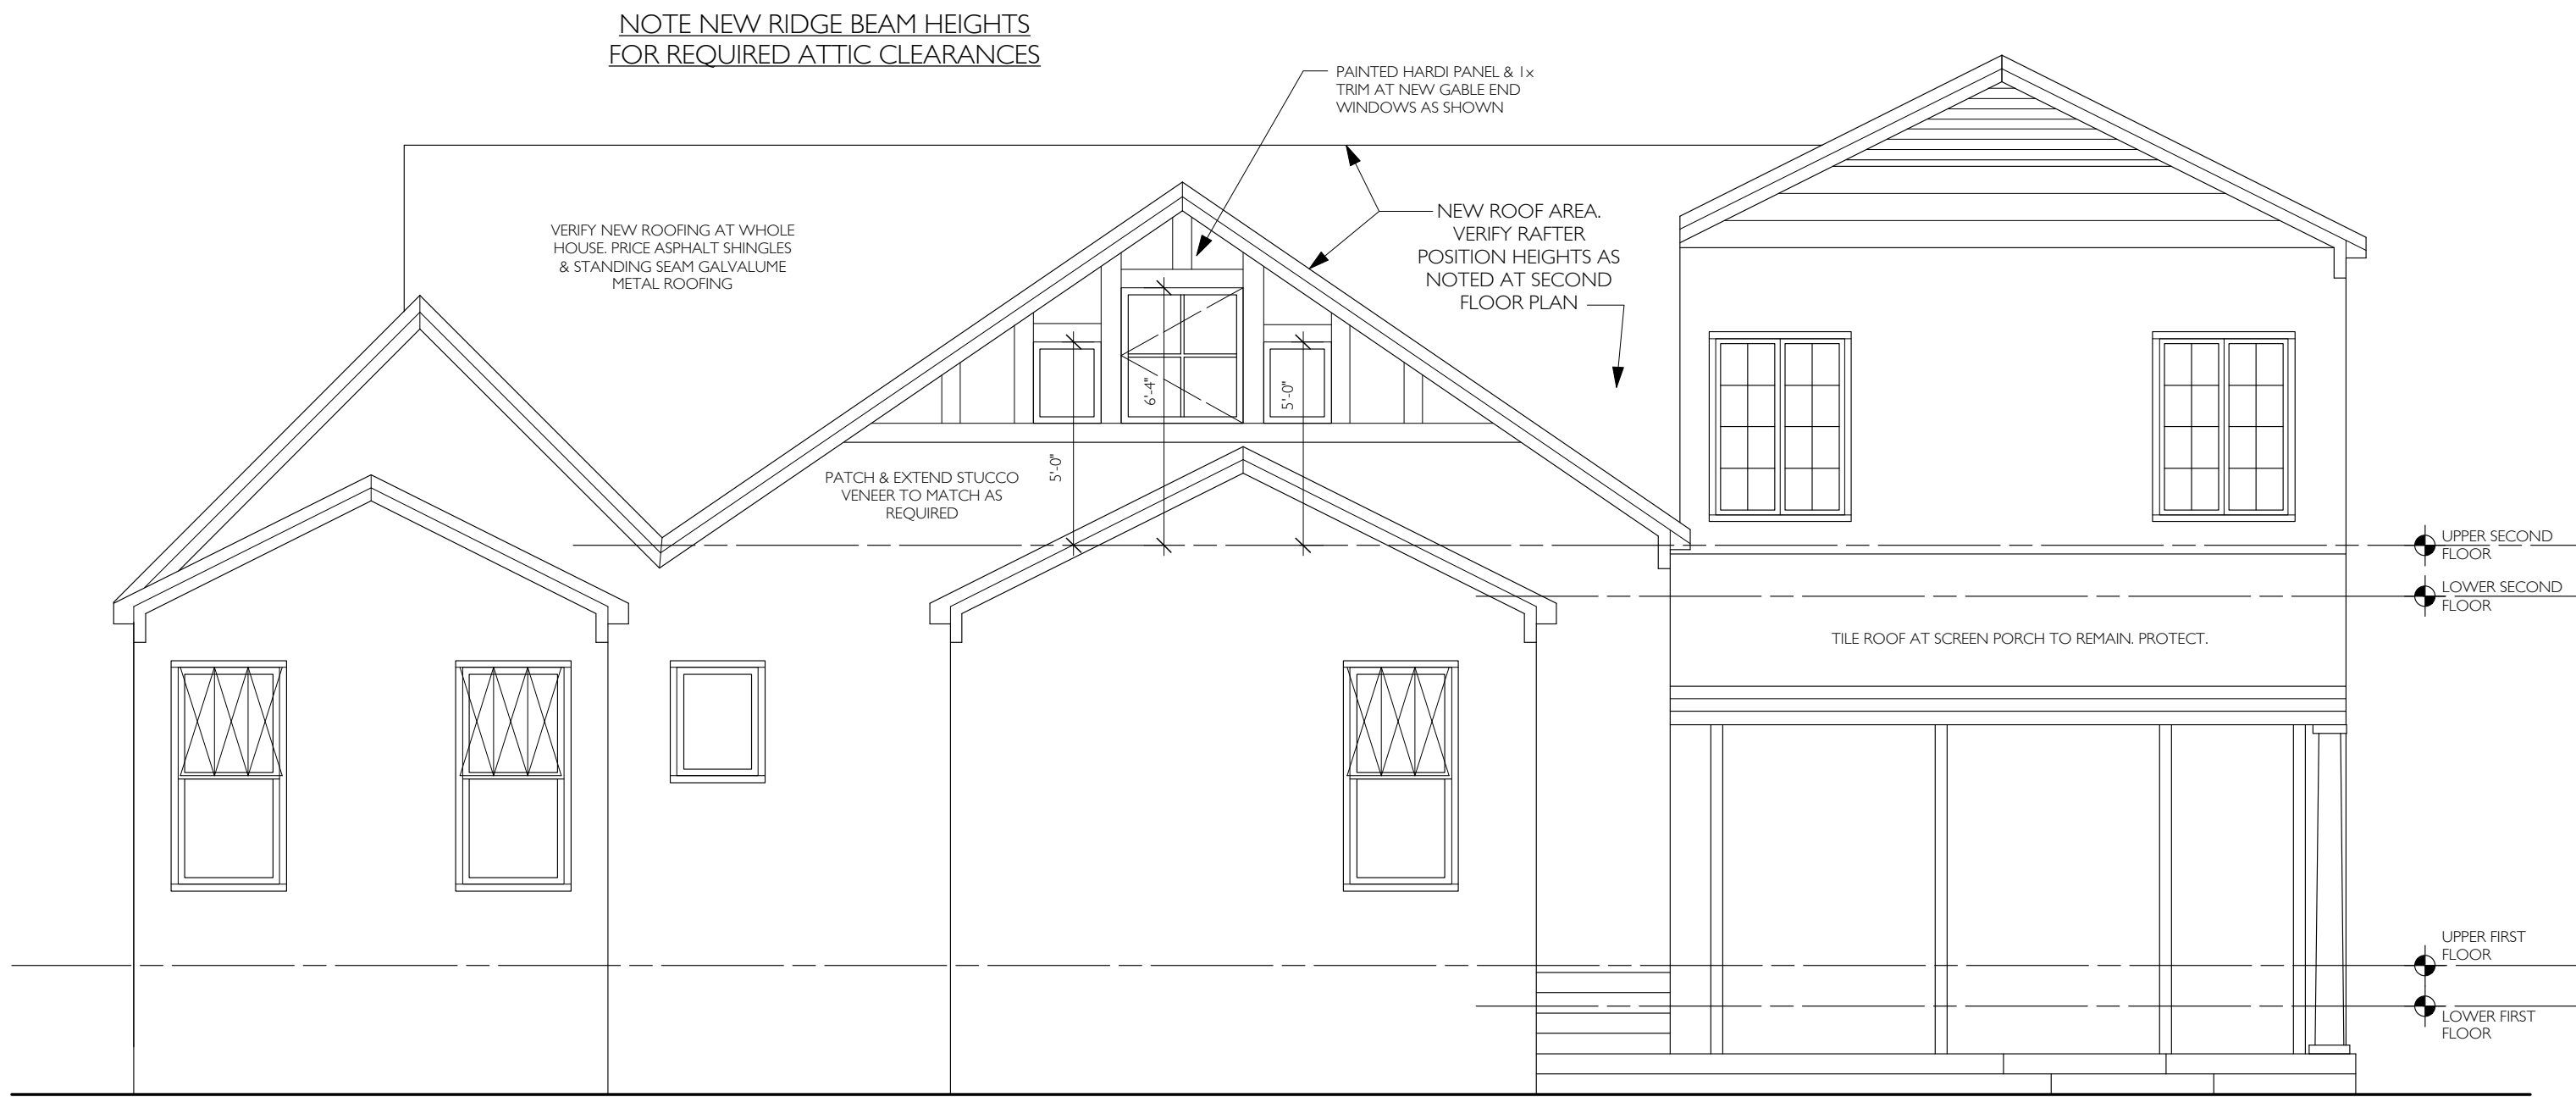 NOTE NEW RIDGE BEAM HEIGHTS
FOR REQUIRED ATTIC CLEARANCES
PAINTED HARDI PANEL & 1x
TRIM AT NEW GABLE END
WINDOWS AS SHOWN
VERIFY NEW ROOFING AT WHOLE
HOUSE. PRICE ASPHALT SHINGLES
& STANDING SEAM GALVALUME
METAL ROOFING
NEW ROOF AREA.
VERIFY RAFTER
POSITION HEIGHTS AS
NOTED AT SECOND
FLOOR PLAN
5'-0"
6'-4"
5'-0"
PATCH & EXTEND STUCCO
VENEER TO MATCH AS
REQUIRED
UPPER SECOND
FLOOR
LOWER SECOND
FLOOR
TILE ROOF AT SCREEN PORCH TO REMAIN. PROTECT.
UPPER FIRST
FLOOR
LOWER FIRST
FLOOR